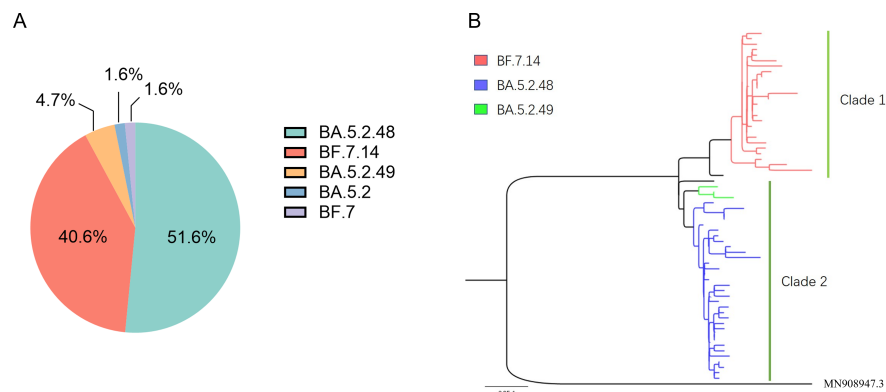 A
1.6%
1.6%
4.7%
40.6%
51.6%
BA.5.2.48
BF.7.14
BA.5.2.49
BA.5.2
BF.7
B
BF.7.14
BA.5.2.48
BA.5.2.49
Clade 1
Clade 2
MN908947.3